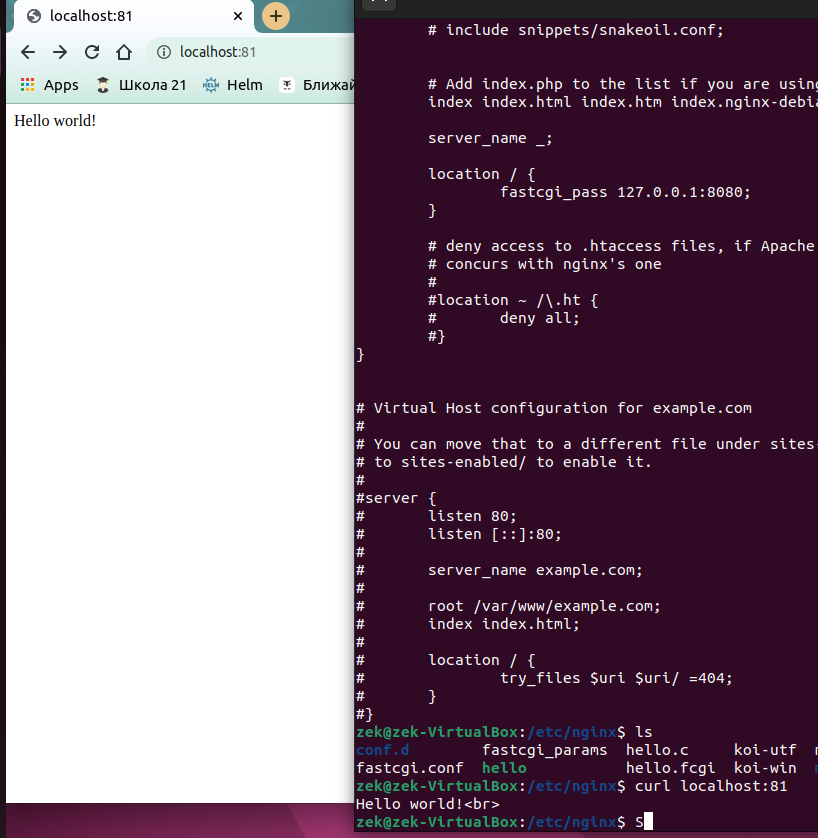 localhost:81
localhost:81
Apps Школа 21 Helm Ближай
Hello world!
# include snippets/snakeoil.conf;
# Add index.php to the list if you are using
index index.html index.htm index.nginx-debia
server_name _;
location / {
fastcgi_pass 127.0.0.1:8080;
}
# deny access to .htaccess files, if Apache
# concurs with nginx's one
#
#location ~ /\.ht {
#       deny all;
#}
}
# Virtual Host configuration for example.com
#
# You can move that to a different file under sites-
# to sites-enabled/ to enable it.
#
#server {
#       listen 80;
#       listen [::]:80;
#
#       server_name example.com;
#
#       root /var/www/example.com;
#       index index.html;
#
#       location / {
#               try_files $uri $uri/ =404;
#       }
#}
zek@zek-VirtualBox:/etc/nginx$ ls
conf.d        fastcgi_params  hello.c     koi-utf
fastcgi.conf  hello           hello.fcgi  koi-win
zek@zek-VirtualBox:/etc/nginx$ curl localhost:81
Hello world!<br>
zek@zek-VirtualBox:/etc/nginx$ S